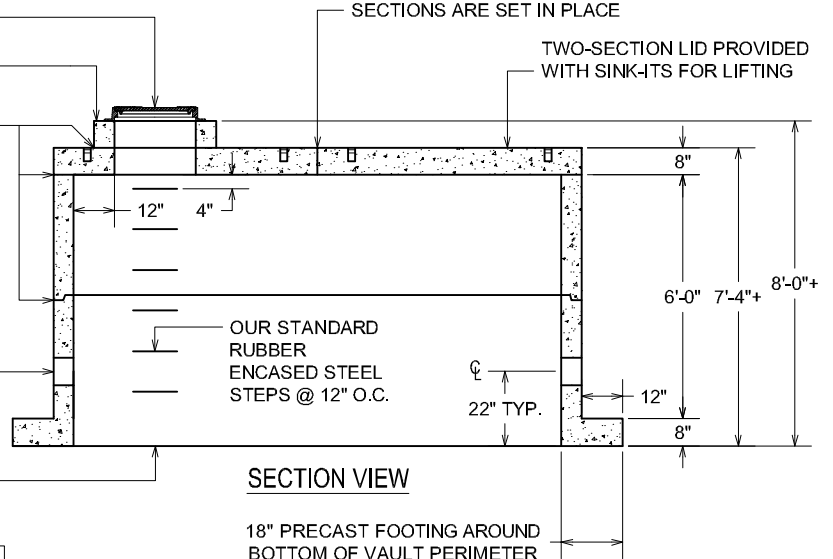 SECTIONS ARE SET IN PLACE
TWO-SECTION LID PROVIDED
WITH SINK-ITS FOR LIFTING
8"
12"
4"
6'-0"
7'-4"+
8'-0"+
OUR STANDARD
RUBBER
ENCASED STEEL
STEPS @ 12" O.C.
℄
22" TYP.
12"
8"
SECTION VIEW
18" PRECAST FOOTING AROUND
BOTTOM OF VAULT PERIMETER